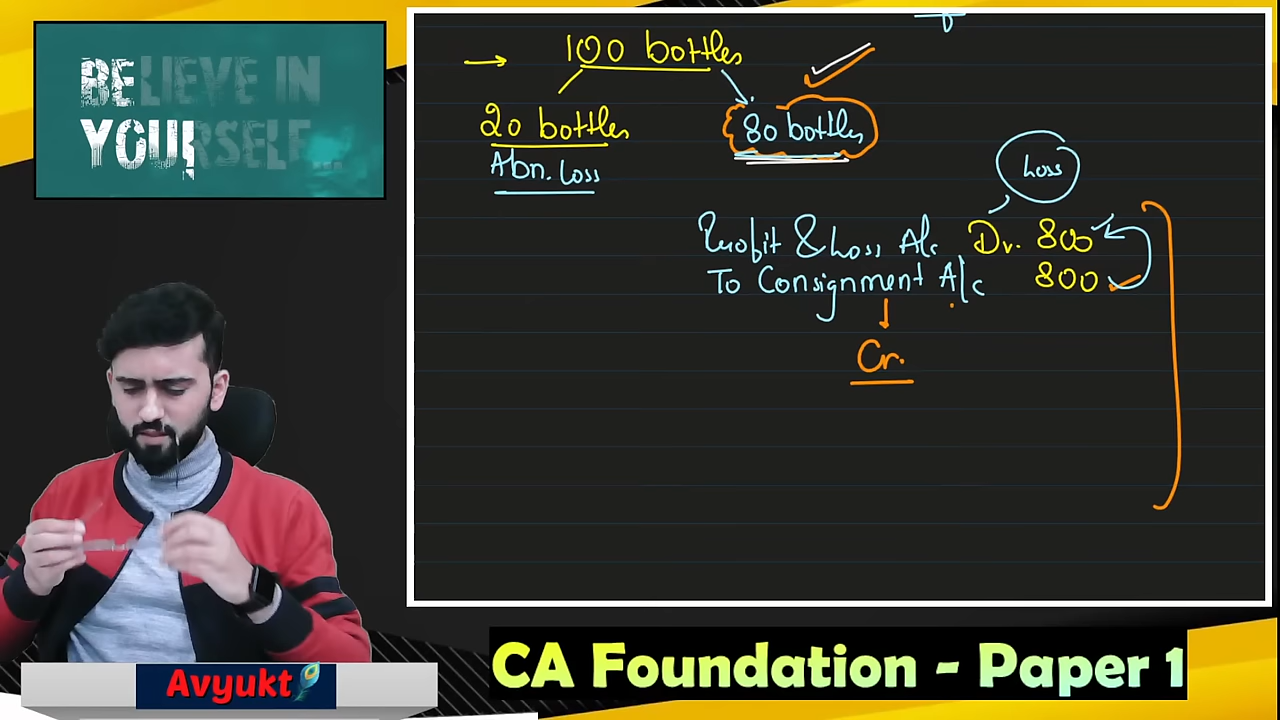 BELIEVE IN
YOURSELF...
→ 100 bottles
20 bottles
80 bottles
Abn. Loss
Loss
Profit & Loss A/c Dr. 800
To Consignment A/c 800
Cr.
CA Foundation - Paper 1
Avyukt